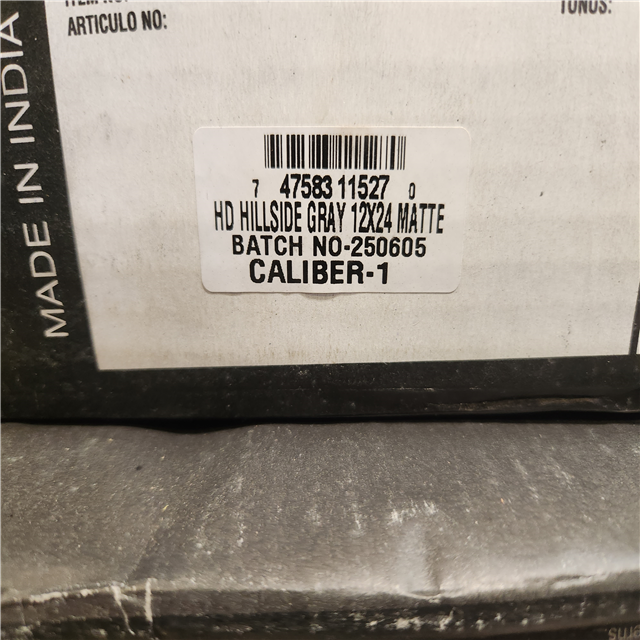 ARTICULO NO:
TONOS:
MADE IN INDIA
7 47583 11527 0
HD HILLSIDE GRAY 12X24 MATTE
BATCH NO-250605
CALIBER-1